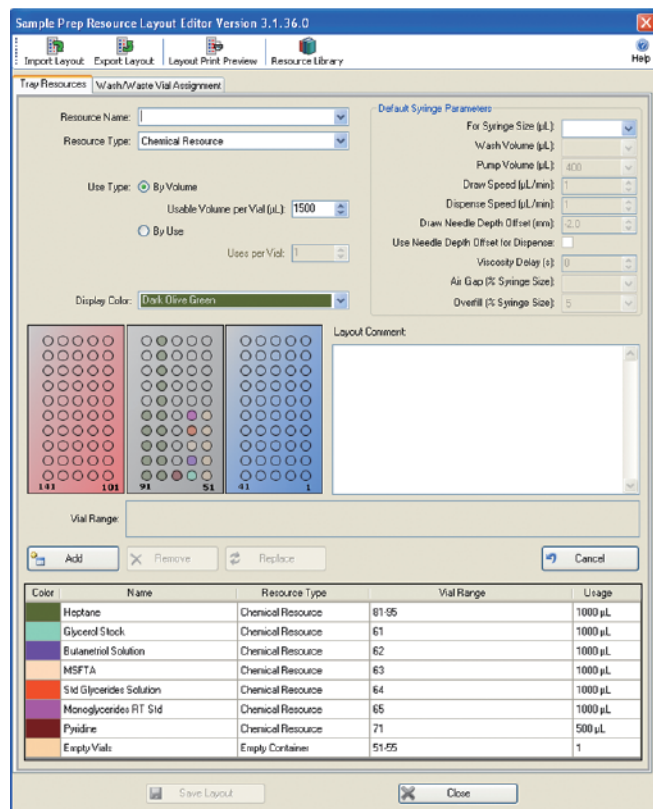 Sample Prep Resource Layout Editor Version 3.1.36.0
Import Layout Export Layout Layout Print Preview Resource Library Help
Tray Resources Wash/Waste Vial Assignment
Resource Name:
Resource Type: Chemical Resource
Use Type: By Volume
Usable Volume per Vial (µL): 1500
By Use
Uses per Vial: 1
Display Color: Dark Olive Green
Default Syringe Parameters
For Syringe Size (µL):
Wash Volume (µL):
Pump Volume (µL): 400
Draw Speed (µL/min): 1
Dispense Speed (µL/min): 1
Draw Needle Depth Offset (mm): -2.0
Use Needle Depth Offset for Dispense:
Viscosity Delay (s): 0
Air Gap (% Syringe Size):
Overfill (% Syringe Size): 5
141 101 91 51 41 1
Layout Comment:
Vial Range:
Add Remove Replace Cancel
Color Name Resource Type Vial Range Usage
Heptane Chemical Resource 81-95 1000 µL
Glycerol Stock Chemical Resource 61 1000 µL
Butanetriol Solution Chemical Resource 62 1000 µL
MSFTA Chemical Resource 63 1000 µL
Std Glycerides Solution Chemical Resource 64 1000 µL
Monoglycerides RT Std Chemical Resource 65 1000 µL
Pyridine Chemical Resource 71 500 µL
Empty Vials Empty Container 51-55 1
Save Layout Close